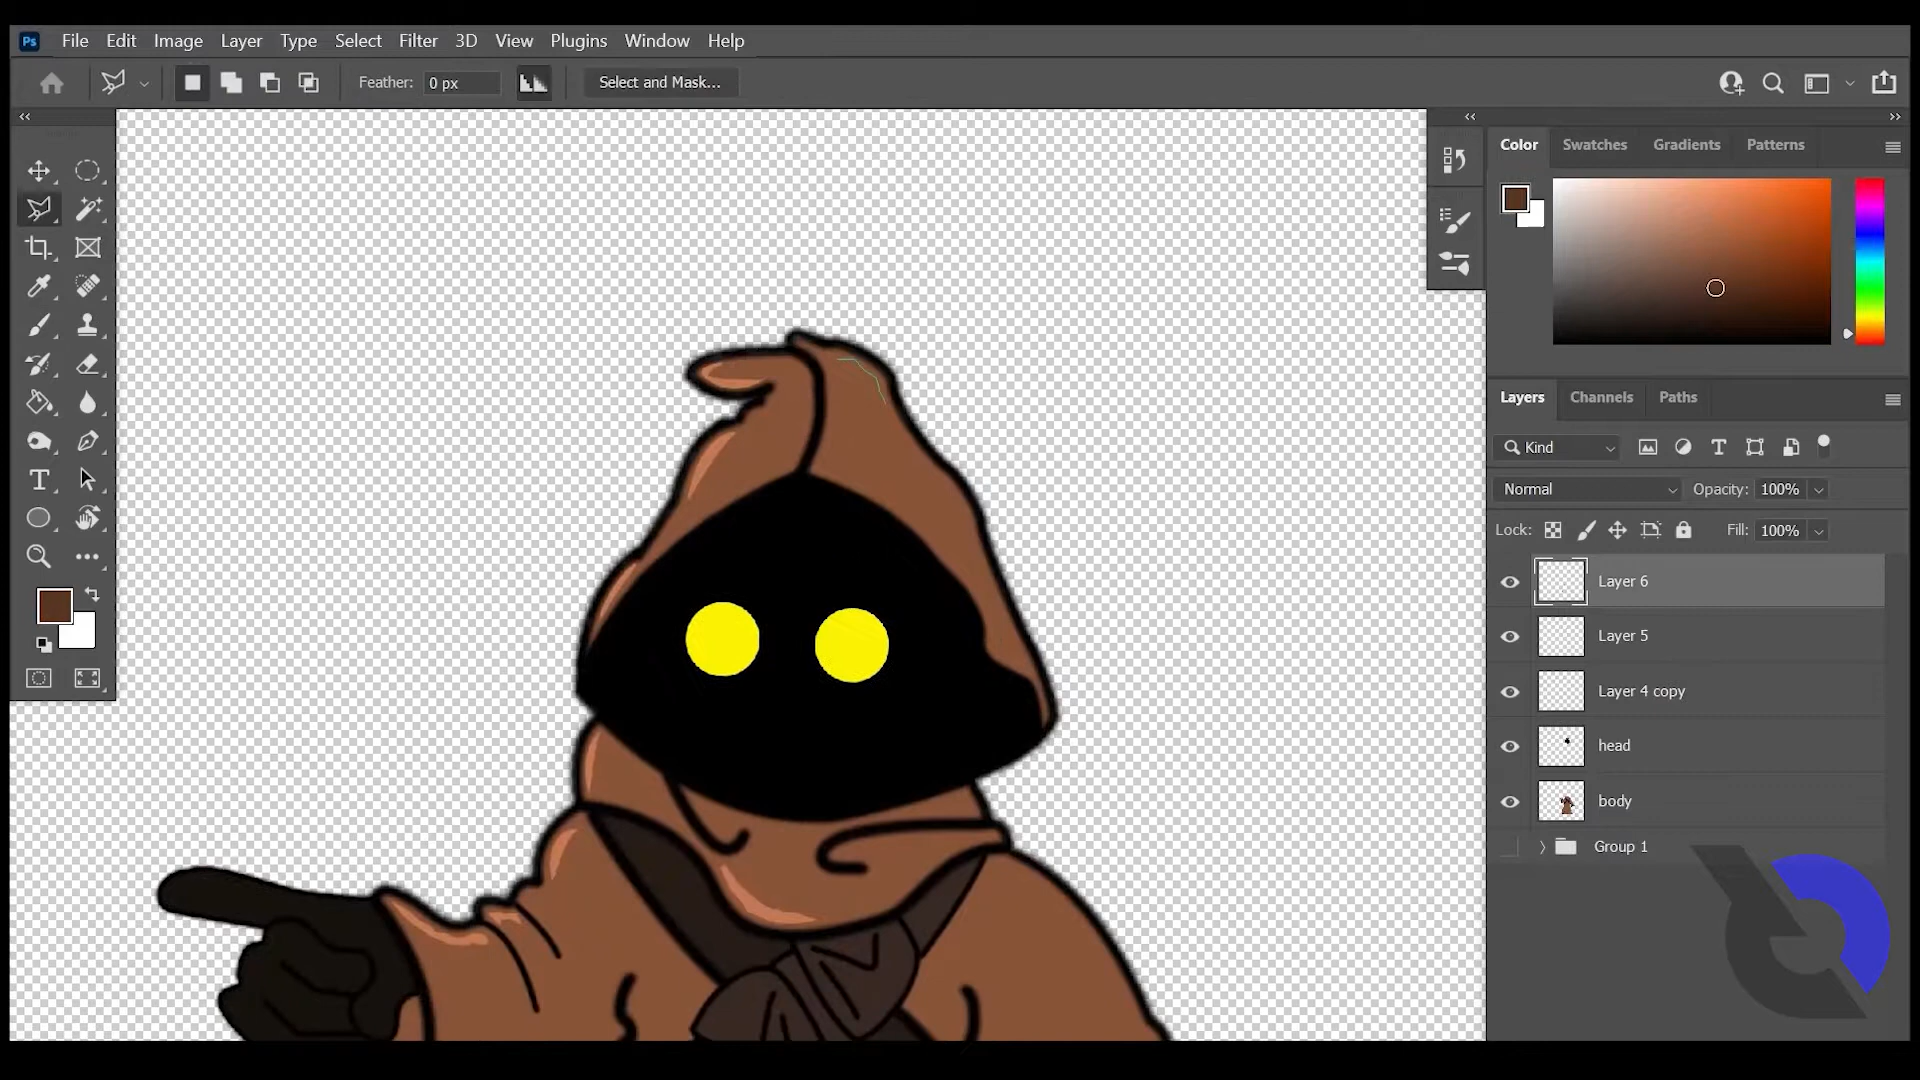 Ps File Edit Image Layer Type Select Filter 3D View Plugins Window Help
Feather: 0 px Select and Mask...
Color Swatches Gradients Patterns
Layers Channels Paths
Kind
Normal Opacity: 100%
Lock: Fill: 100%
Layer 6
Layer 5
Layer 4 copy
head
body
Group 1